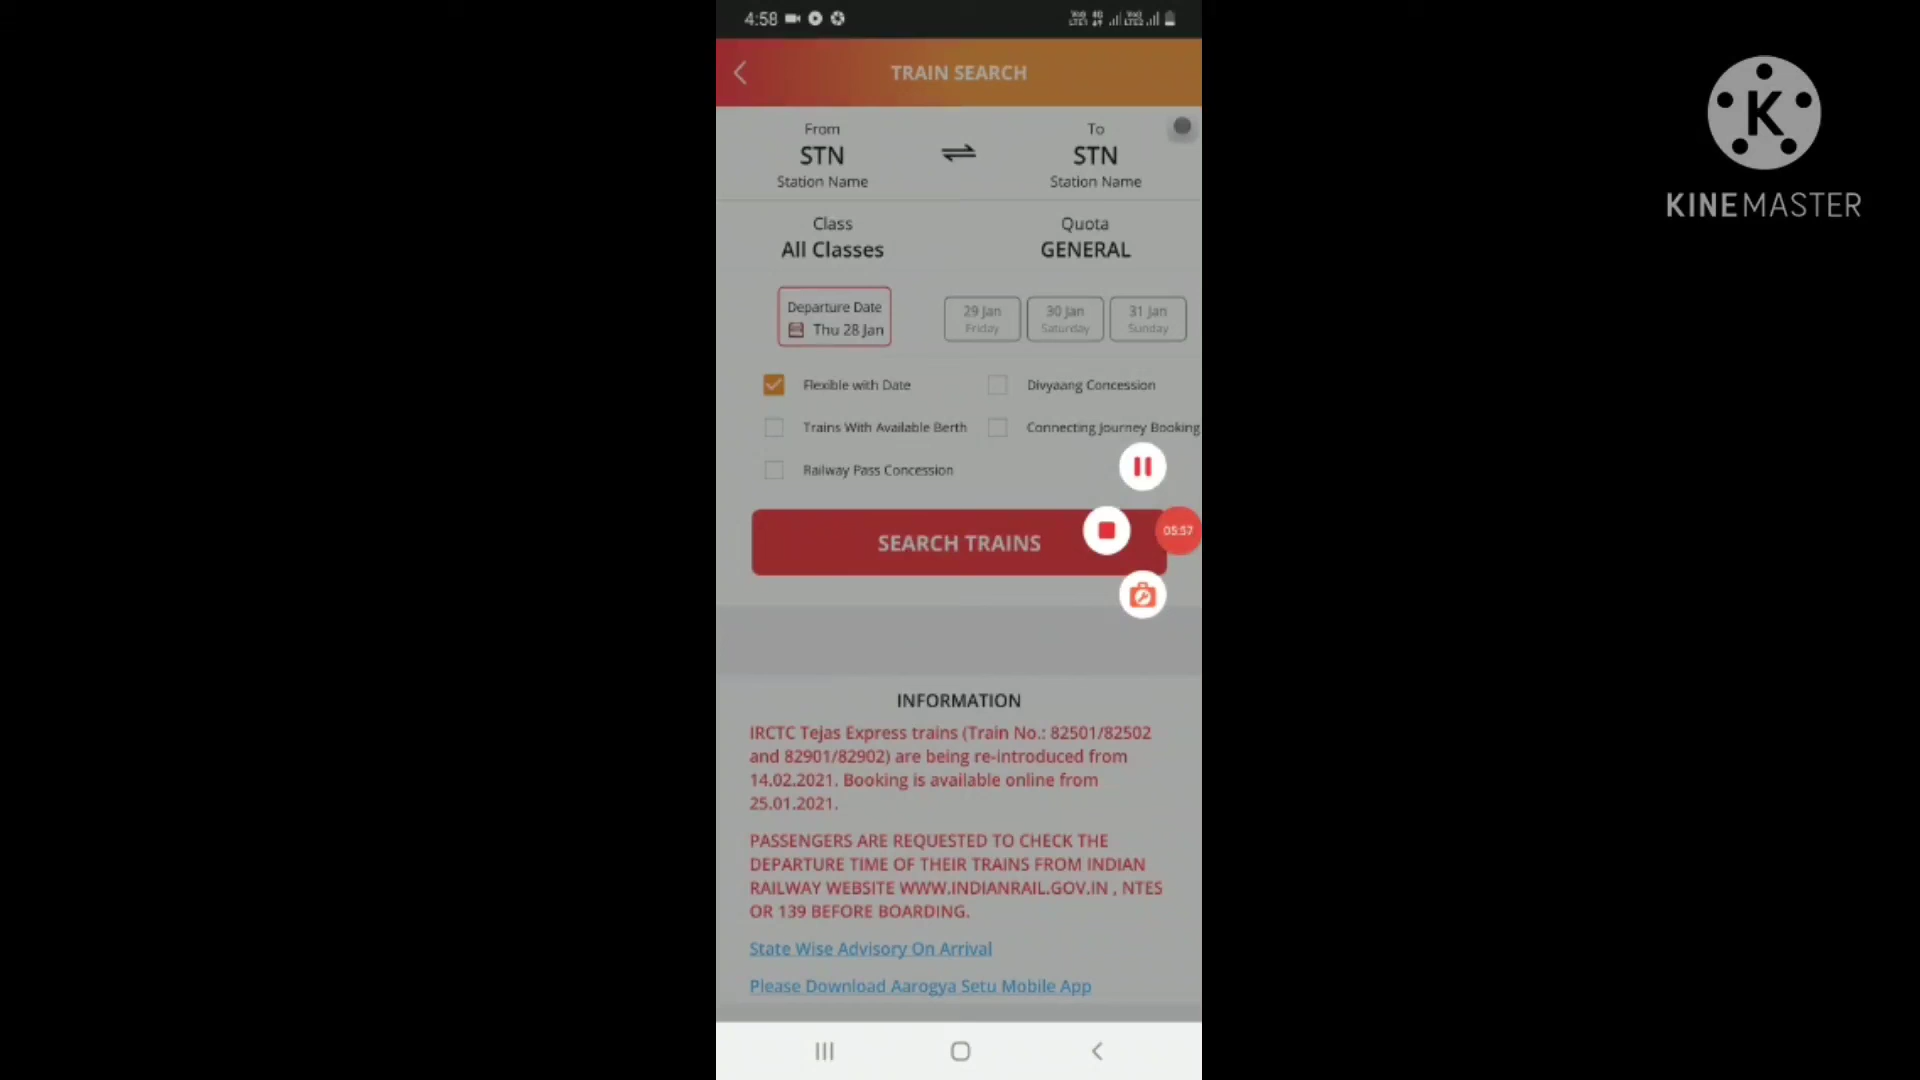 4:58
TRAIN SEARCH
From
STN
Station Name
To
STN
Station Name
Class
All Classes
Quota
GENERAL
Departure Date
Thu 28 Jan
29 Jan
Friday
30 Jan
Saturday
31 Jan
Sunday
Flexible with Date
Divyaang Concession
Trains With Available Berth
Connecting Journey Booking
Railway Pass Concession
SEARCH TRAINS
05:57
INFORMATION
IRCTC Tejas Express trains (Train No.: 82501/82502
and 82901/82902) are being re-introduced from
14.02.2021. Booking is available online from
25.01.2021.
PASSENGERS ARE REQUESTED TO CHECK THE
DEPARTURE TIME OF THEIR TRAINS FROM INDIAN
RAILWAY WEBSITE WWW.INDIANRAIL.GOV.IN , NTES
OR 139 BEFORE BOARDING.
State Wise Advisory On Arrival
Please Download Aarogya Setu Mobile App
K
KINEMASTER